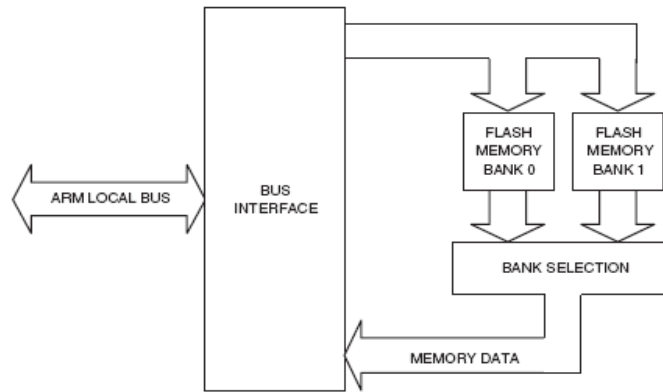 FLASH
MEMORY
BANK 0
FLASH
MEMORY
BANK 1
ARM LOCAL BUS
BUS
INTERFACE
BANK SELECTION
MEMORY DATA